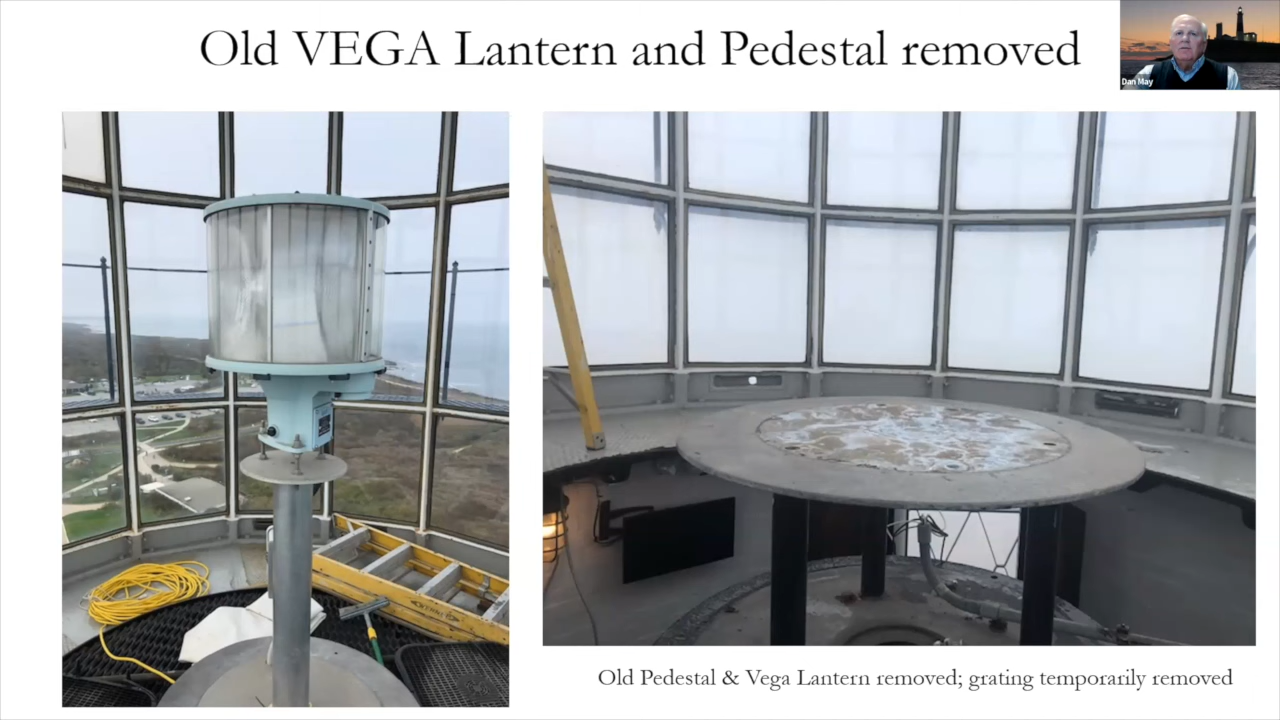 Old VEGA Lantern and Pedestal removed
Dan May
Old Pedestal & Vega Lantern removed; grating temporarily removed